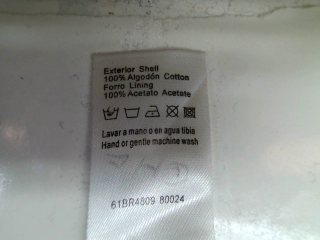 Exterior Shell
100% Algodón Cotton
Forro Lining
100% Acetato Acetate
Lavar a mano o en agua tibia
Hand or gentle machine wash
61BR4809 80024